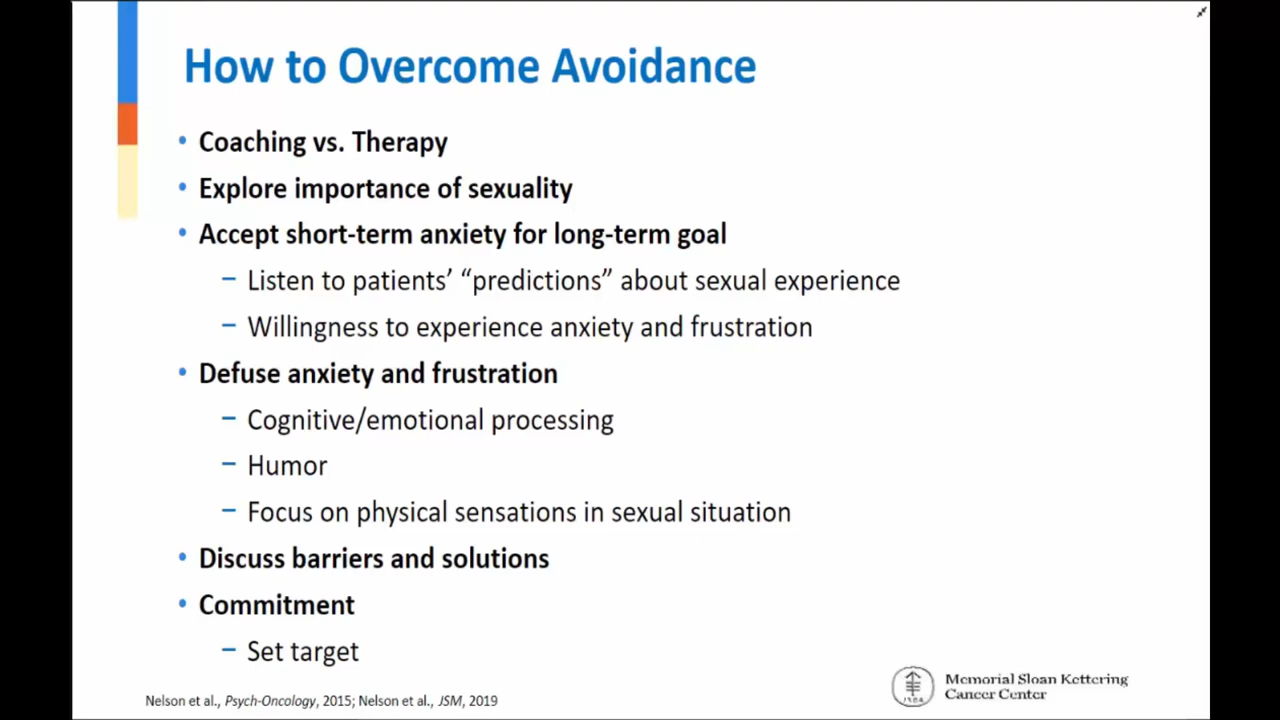 How to Overcome Avoidance
• Coaching vs. Therapy
• Explore importance of sexuality
• Accept short-term anxiety for long-term goal
– Listen to patients’ “predictions” about sexual experience
– Willingness to experience anxiety and frustration
• Defuse anxiety and frustration
– Cognitive/emotional processing
– Humor
– Focus on physical sensations in sexual situation
• Discuss barriers and solutions
• Commitment
– Set target
Nelson et al., Psych-Oncology, 2015; Nelson et al., JSM, 2019
Memorial Sloan Kettering
Cancer Center